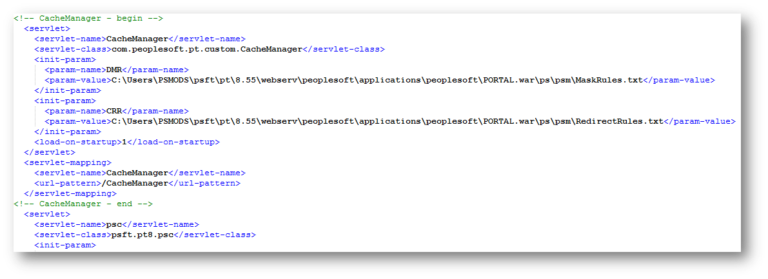 <!-- CacheManager - begin -->
<servlet>
<servlet-name>CacheManager</servlet-name>
<servlet-class>com.peoplesoft.pt.custom.CacheManager</servlet-class>
<init-param>
<param-name>DMR</param-name>
<param-value>C:\Users\PSMODS\psft\pt\8.55\webserv\peoplesoft\applications\peoplesoft\PORTAL.war\ps\psm\MaskRules.txt</param-value>
</init-param>
<init-param>
<param-name>CRR</param-name>
<param-value>C:\Users\PSMODS\psft\pt\8.55\webserv\peoplesoft\applications\peoplesoft\PORTAL.war\ps\psm\RedirectRules.txt</param-value>
</init-param>
<load-on-startup>1</load-on-startup>
</servlet>
<servlet-mapping>
<servlet-name>CacheManager</servlet-name>
<url-pattern>/CacheManager</url-pattern>
</servlet-mapping>
<!-- CacheManager - end -->
<servlet>
<servlet-name>psc</servlet-name>
<servlet-class>psft.pt8.psc</servlet-class>
<init-param>